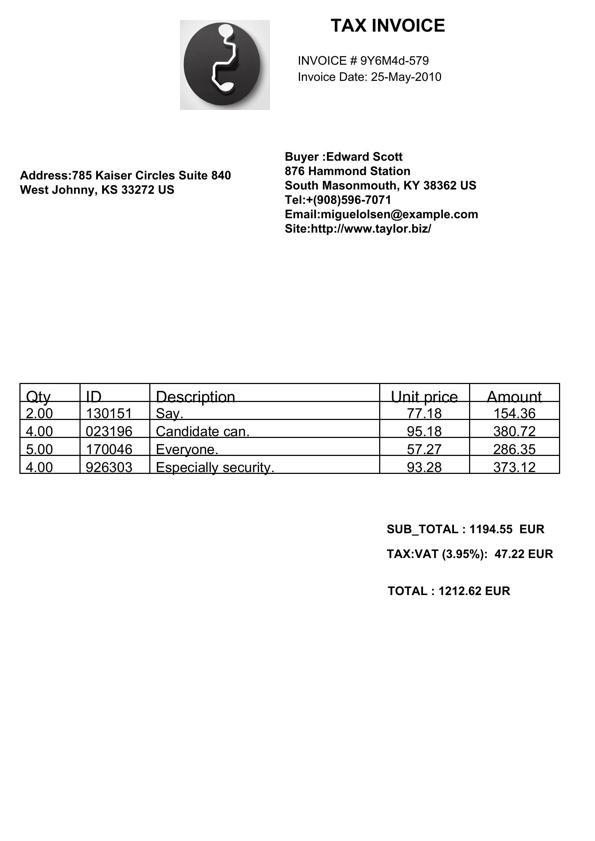 TAX INVOICE
INVOICE # 9Y6M4d-579
Invoice Date: 25-May-2010
Address:785 Kaiser Circles Suite 840
West Johnny, KS 33272 US
Buyer :Edward Scott
876 Hammond Station
South Masonmouth, KY 38362 US
Tel:+(908)596-7071
Email:miguelolsen@example.com
Site:http://www.taylor.biz/
Qty ID Description Unit price Amount
2.00 130151 Say. 77.18 154.36
4.00 023196 Candidate can. 95.18 380.72
5.00 170046 Everyone. 57.27 286.35
4.00 926303 Especially security. 93.28 373.12
SUB_TOTAL : 1194.55 EUR
TAX:VAT (3.95%): 47.22 EUR
TOTAL : 1212.62 EUR